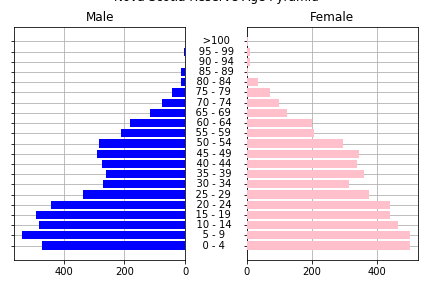 Nova Scotia Reserve Age Pyramid
Male
Female
>100
95 - 99
90 - 94
85 - 89
80 - 84
75 - 79
70 - 74
65 - 69
60 - 64
55 - 59
50 - 54
45 - 49
40 - 44
35 - 39
30 - 34
25 - 29
20 - 24
15 - 19
10 - 14
5 - 9
0 - 4
400 200 0
0 200 400